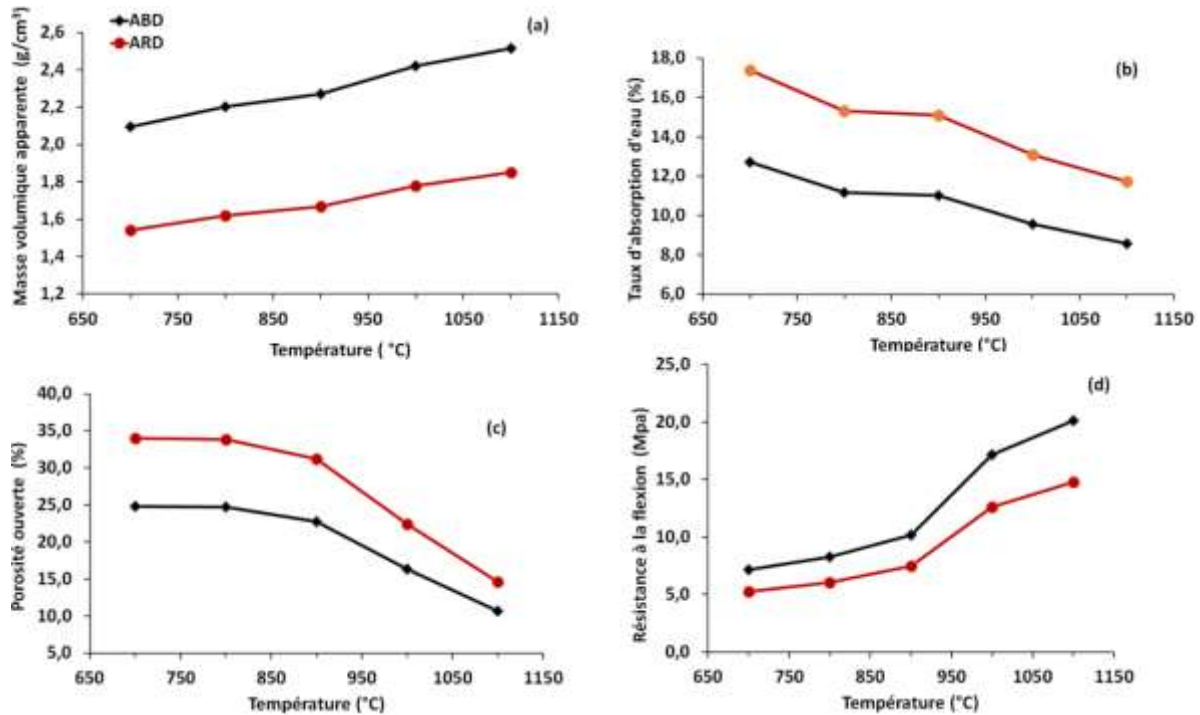 ABD
ARD
(a)
Masse volumique apparente (g/cm³)
2,6
2,4
2,2
2,0
1,8
1,6
1,4
1,2
650 750 850 950 1050 1150
Température ( °C)
(b)
Taux d'absorption d'eau (%)
18,0
16,0
14,0
12,0
10,0
8,0
6,0
650 750 850 950 1050 1150
Température (°C)
(c)
Porosité ouverte (%)
40,0
35,0
30,0
25,0
20,0
15,0
10,0
5,0
650 750 850 950 1050 1150
Température (°C)
(d)
Résistance à la flexion (Mpa)
25,0
20,0
15,0
10,0
5,0
0,0
650 750 850 950 1050 1150
Température (°C)